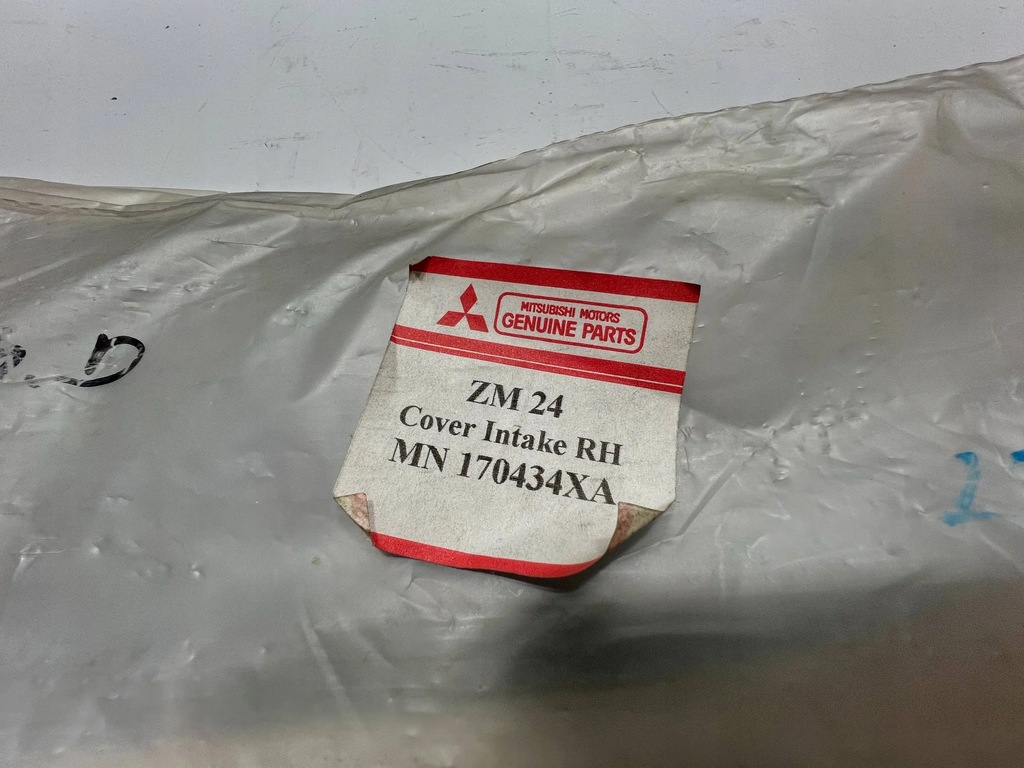 MITSUBISHI MOTORS
GENUINE PARTS
ZM 24
Cover Intake RH
MN 170434XA